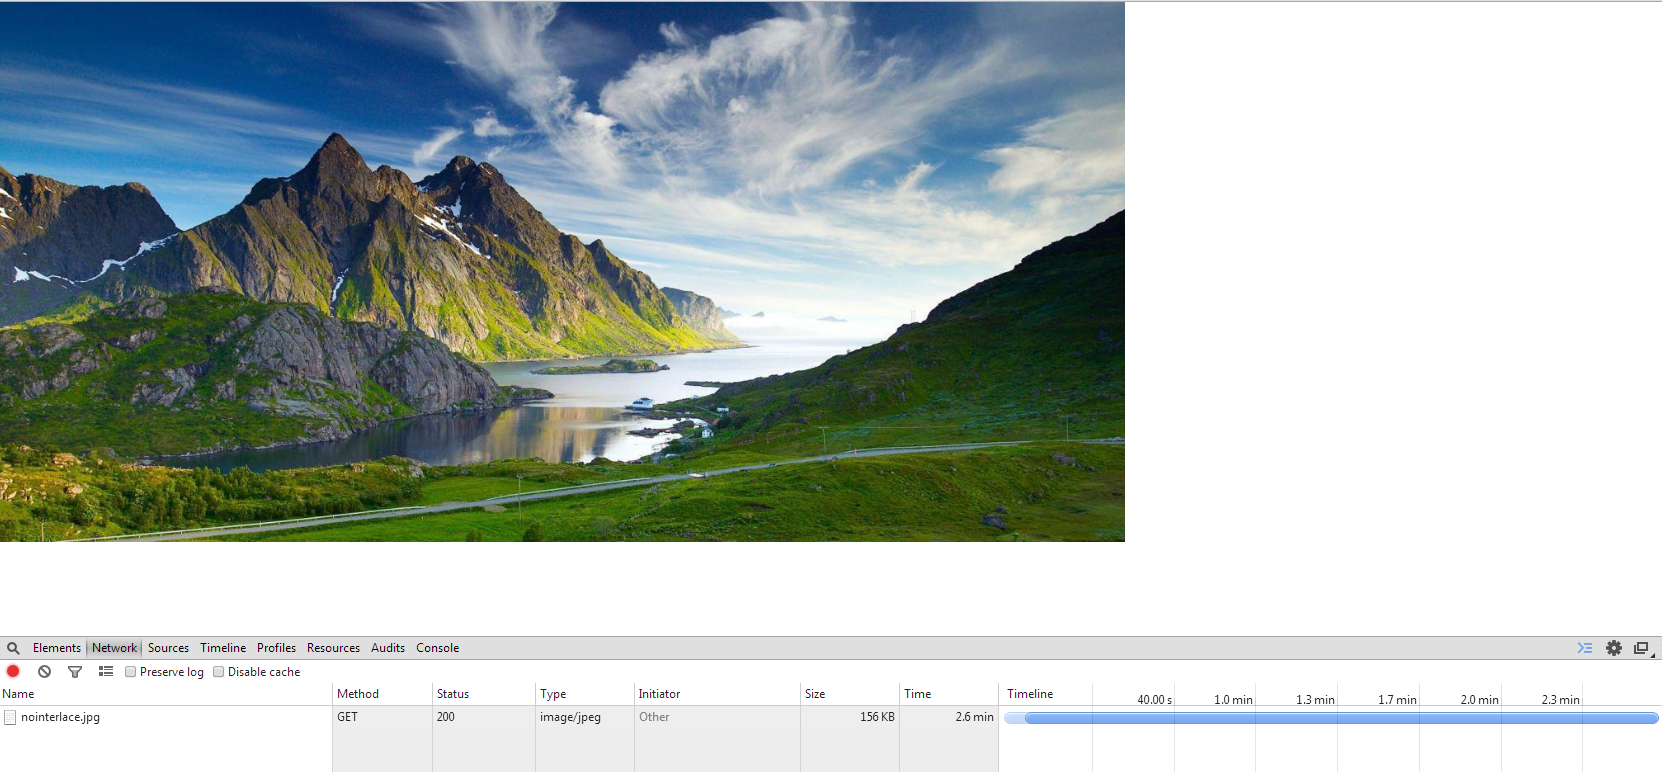 Elements Network Sources Timeline Profiles Resources Audits Console
Preserve log Disable cache
Name Method Status Type Initiator Size Time Timeline 40.00 s 1.0 min 1.3 min 1.7 min 2.0 min 2.3 min
nointerlace.jpg GET 200 image/jpeg Other 156 KB 2.6 min